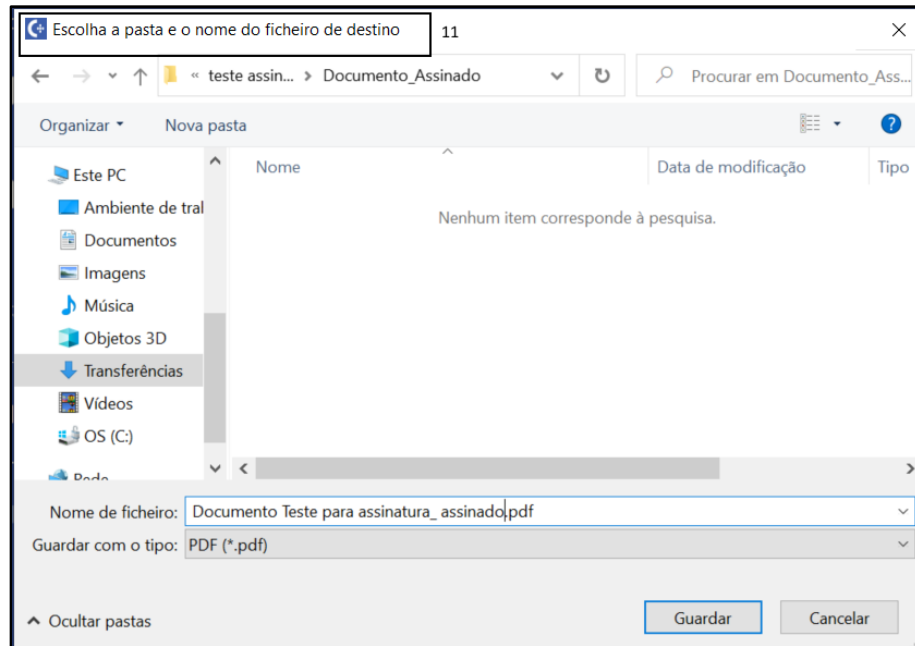 Escolha a pasta e o nome do ficheiro de destino
11
« teste assin... > Documento_Assinado
Procurar em Documento_Ass...
Organizar
Nova pasta
Nome
Data de modificação
Tipo
Este PC
Nenhum item corresponde à pesquisa.
Ambiente de tral
Documentos
Imagens
Música
Objetos 3D
Transferências
Vídeos
OS (C:)
Rede
Nome de ficheiro: Documento Teste para assinatura_ assinado.pdf
Guardar com o tipo: PDF (*.pdf)
Ocultar pastas
Guardar
Cancelar